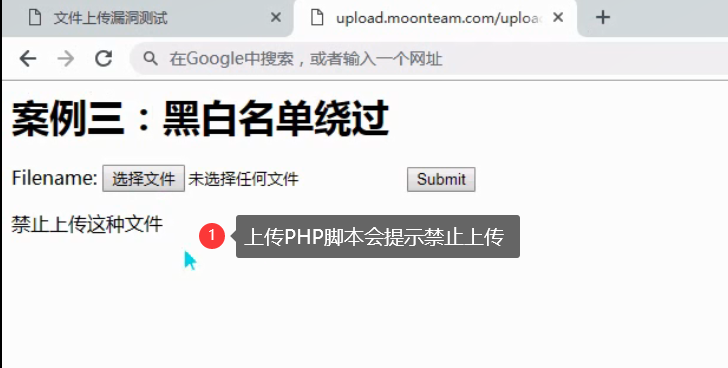 文件上传漏洞测试
upload.moonteam.com/uploa
在Google中搜索，或者输入一个网址
案例三：黑白名单绕过
Filename: 选择文件 未选择任何文件 Submit
禁止上传这种文件
1 上传PHP脚本会提示禁止上传